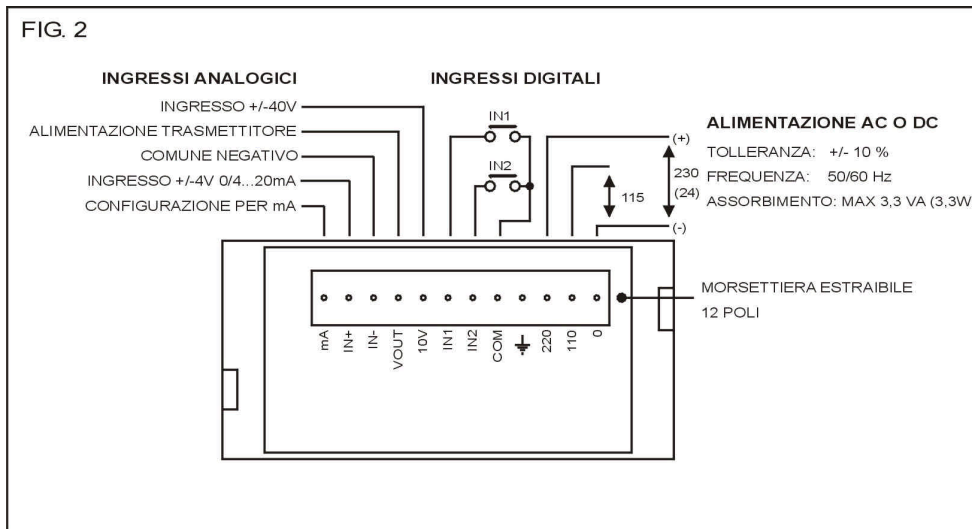 FIG. 2
INGRESSI ANALOGICI
INGRESSO +/-40V
ALIMENTAZIONE TRASMETTITORE
COMUNE NEGATIVO
INGRESSO +/-4V 0/4...20mA
CONFIGURAZIONE PER mA
INGRESSI DIGITALI
IN1
IN2
(+)
230
(24)
115
(-)
ALIMENTAZIONE AC O DC
TOLLERANZA: +/- 10 %
FREQUENZA: 50/60 Hz
ASSORBIMENTO: MAX 3,3 VA (3,3W
MORSETTIERA ESTRAIBILE
12 POLI
mA
IN+
IN-
VOUT
10V
IN1
IN2
COM
220
110
0